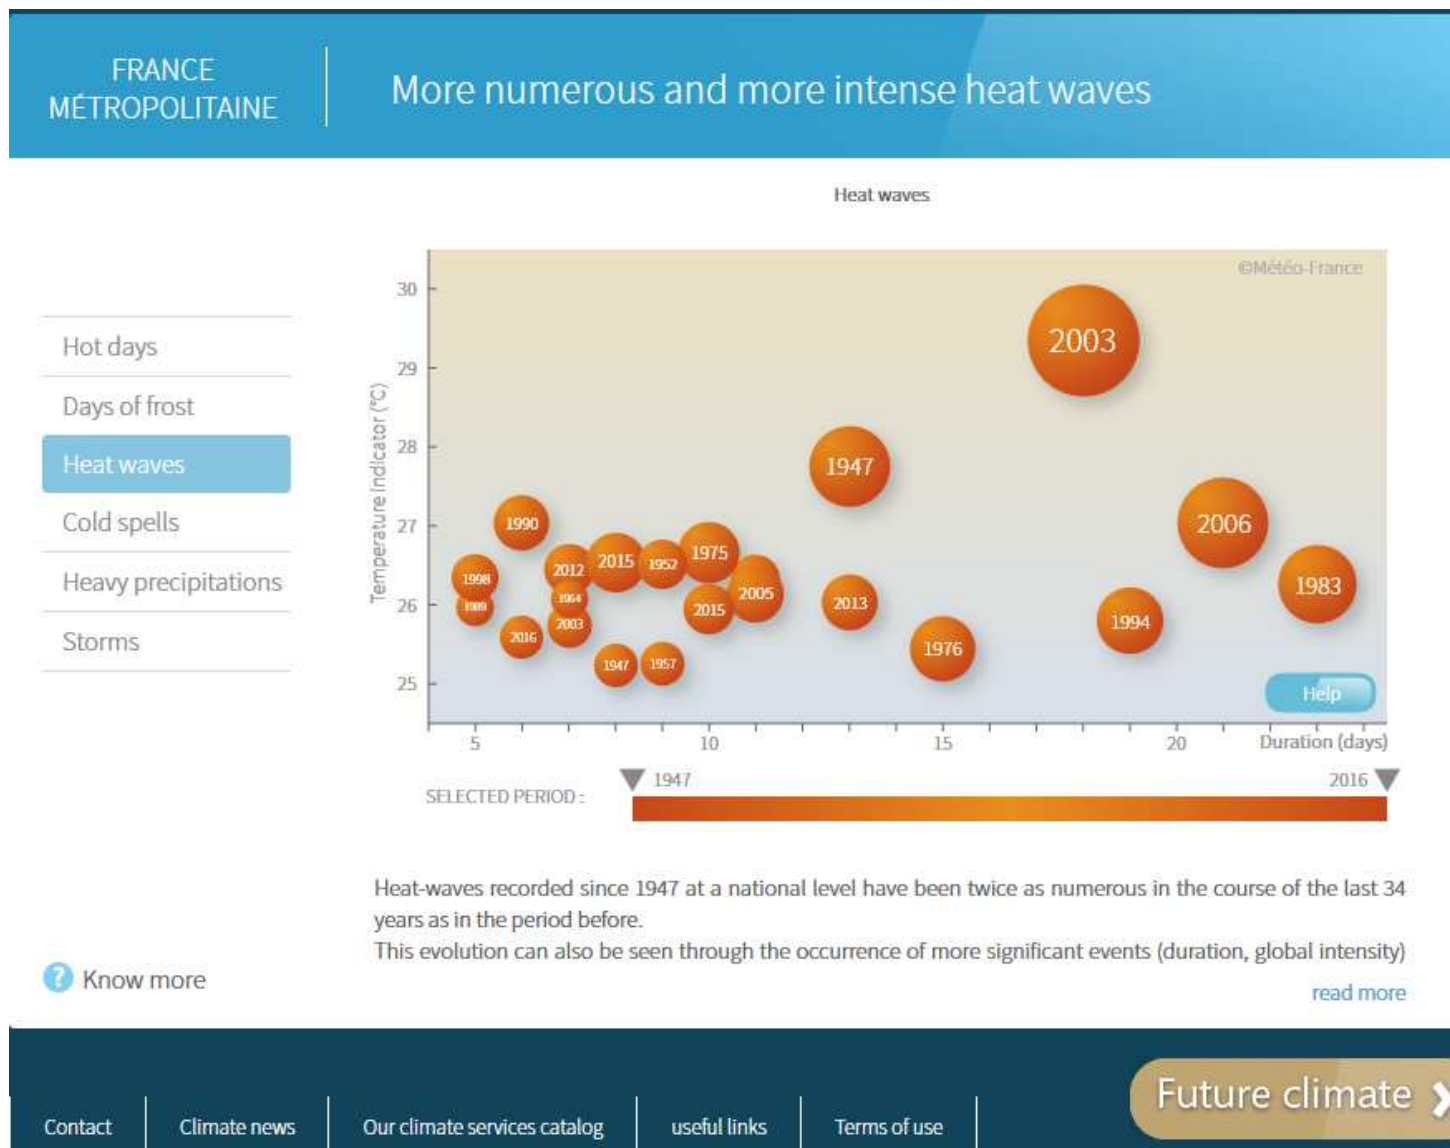 FRANCE
MÉTROPOLITAINE
More numerous and more intense heat waves
Hot days
Days of frost
Heat waves
Cold spells
Heavy precipitations
Storms
? Know more
Heat waves
©Météo-France
Temperature Indicator (°C)
30
29
28
27
26
25
2003
1947
2006
1990
1983
1998
1989
2012
1964
2003
2015
1952
1975
2015
2005
2013
2016
1947
1957
1976
1994
Help
5
10
15
20
Duration (days)
SELECTED PERIOD :
1947
2016
Heat-waves recorded since 1947 at a national level have been twice as numerous in the course of the last 34
years as in the period before.
This evolution can also be seen through the occurrence of more significant events (duration, global intensity)
read more
Future climate
Contact
Climate news
Our climate services catalog
useful links
Terms of use